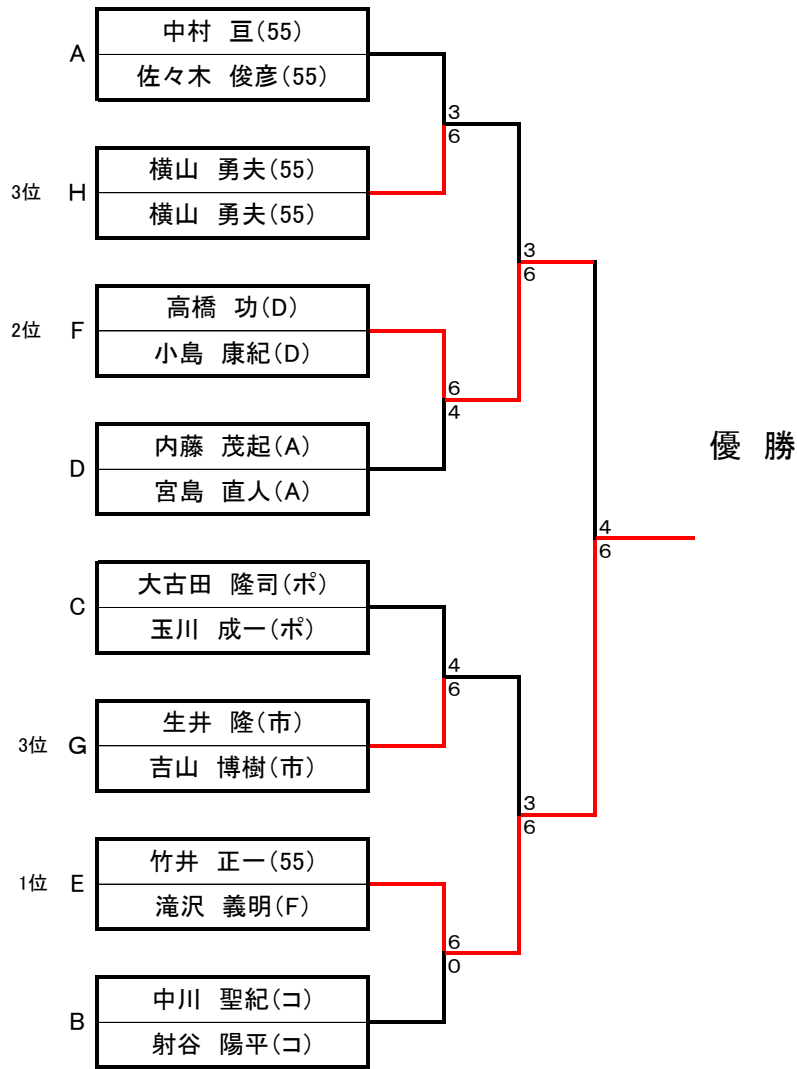 A
中村 亘(55)
佐々木 俊彦(55)
3
6
3位
H
横山 勇夫(55)
横山 勇夫(55)
3
6
2位
F
高橋 功(D)
小島 康紀(D)
6
4
D
内藤 茂起(A)
宮島 直人(A)
優 勝
4
6
C
大古田 隆司(ポ)
玉川 成一(ポ)
4
6
3位
G
生井 隆(市)
吉山 博樹(市)
3
6
1位
E
竹井 正一(55)
滝沢 義明(F)
6
0
B
中川 聖紀(コ)
射谷 陽平(コ)